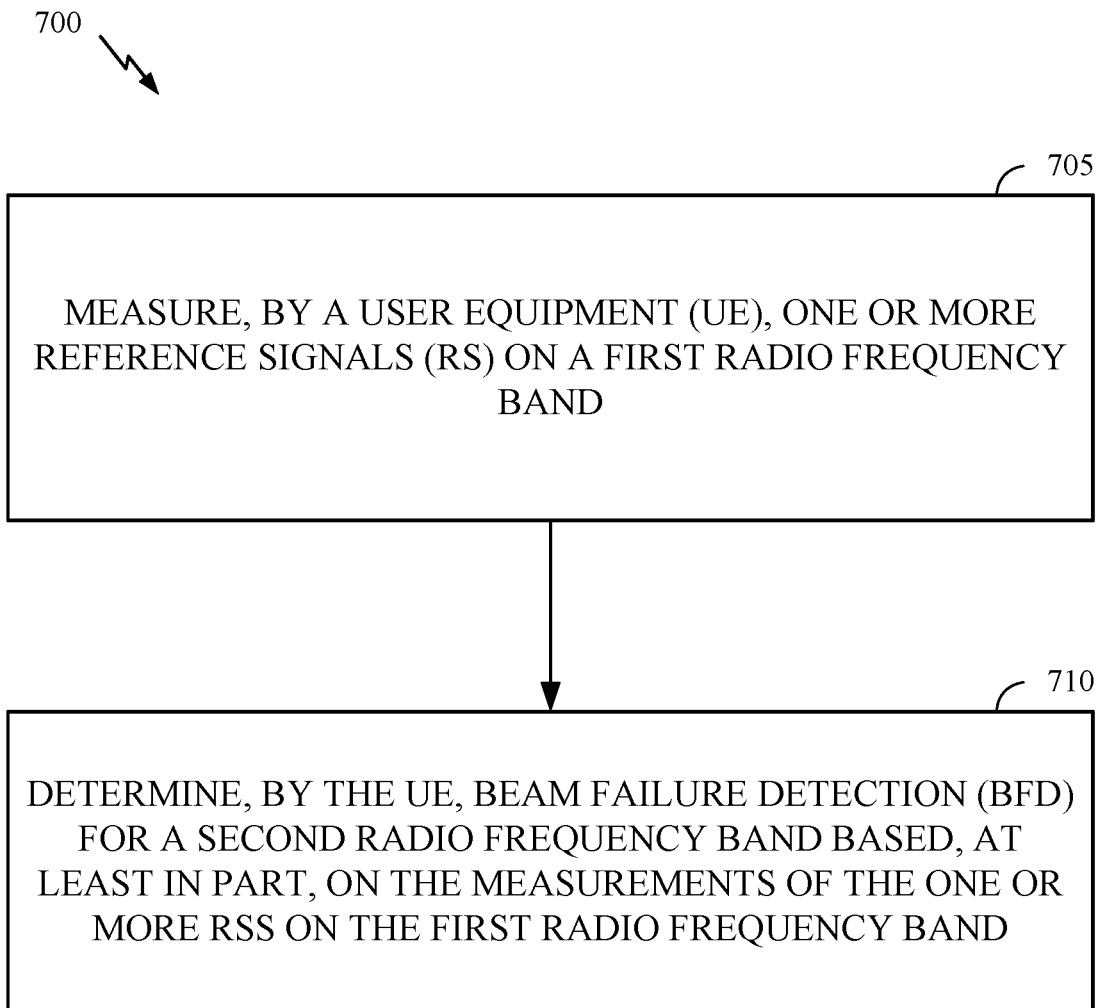 700
705
MEASURE, BY A USER EQUIPMENT (UE), ONE OR MORE
REFERENCE SIGNALS (RS) ON A FIRST RADIO FREQUENCY
BAND
710
DETERMINE, BY THE UE, BEAM FAILURE DETECTION (BFD)
FOR A SECOND RADIO FREQUENCY BAND BASED, AT
LEAST IN PART, ON THE MEASUREMENTS OF THE ONE OR
MORE RSS ON THE FIRST RADIO FREQUENCY BAND